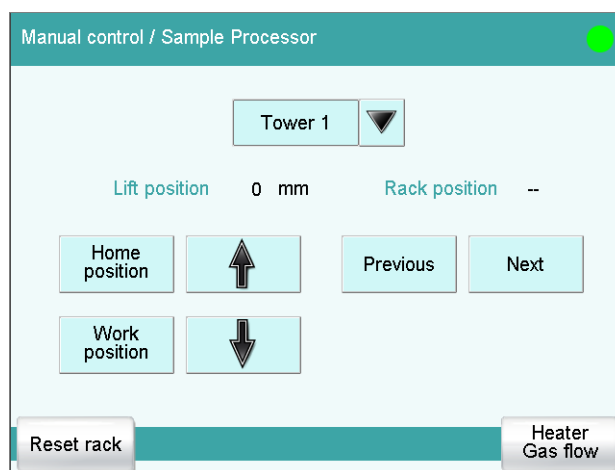 Manual control / Sample Processor
Tower 1
Lift position 0 mm Rack position --
Home
position
Previous
Next
Work
position
Reset rack
Heater
Gas flow